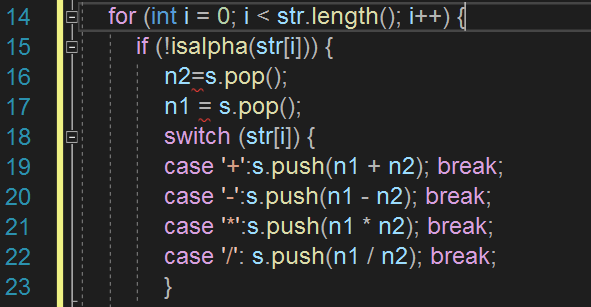 14 for (int i = 0; i < str.length(); i++) {
15 if (!isalpha(str[i])) {
16 n2=s.pop();
17 n1 = s.pop();
18 switch (str[i]) {
19 case '+':s.push(n1 + n2); break;
20 case '-':s.push(n1 - n2); break;
21 case '*':s.push(n1 * n2); break;
22 case '/': s.push(n1 / n2); break;
23 }